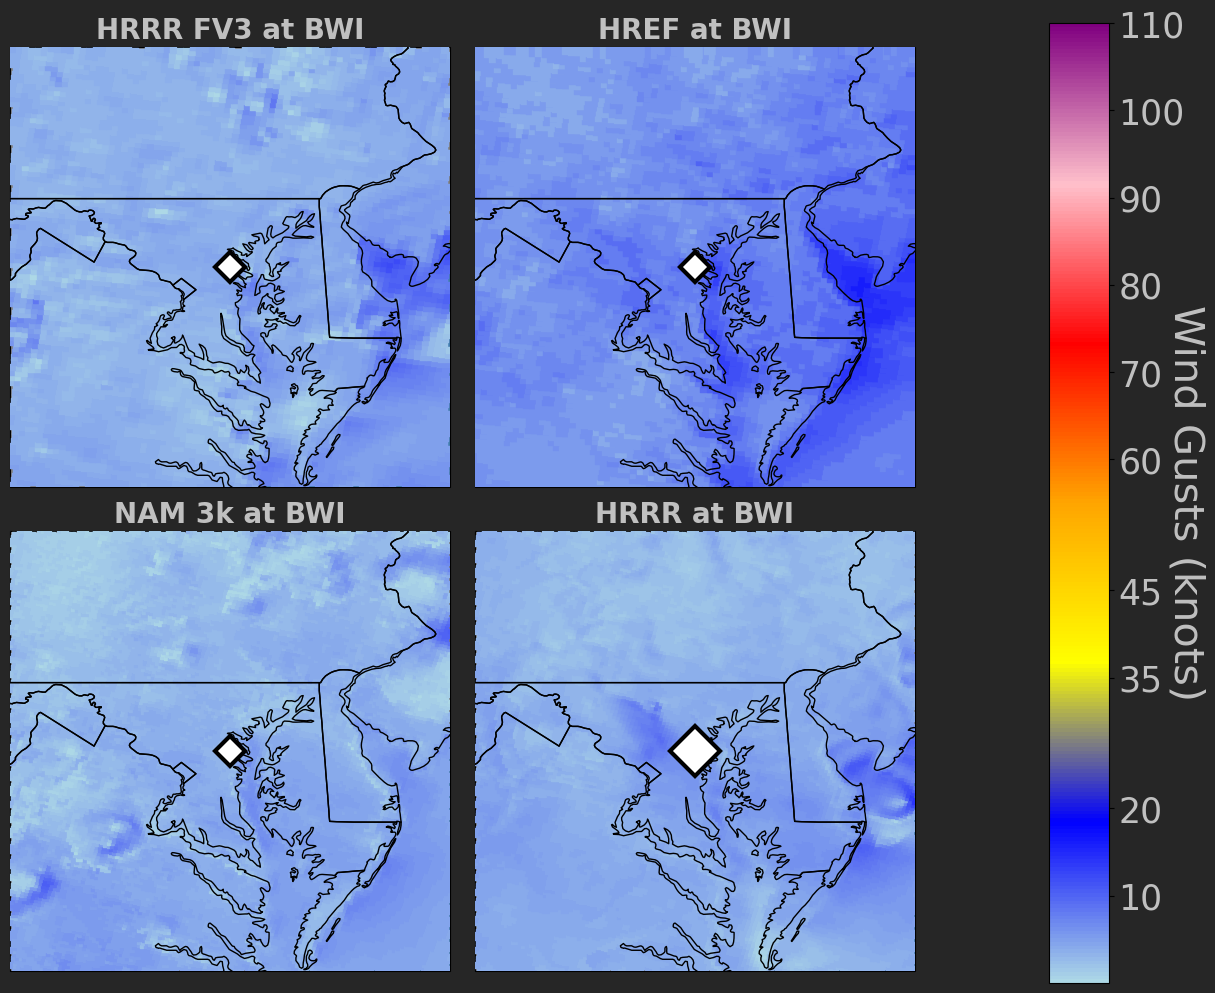 HRRR FV3 at BWI
HREF at BWI
NAM 3k at BWI
HRRR at BWI
110
100
90
80
70
60
45
35
20
10
Wind Gusts (knots)